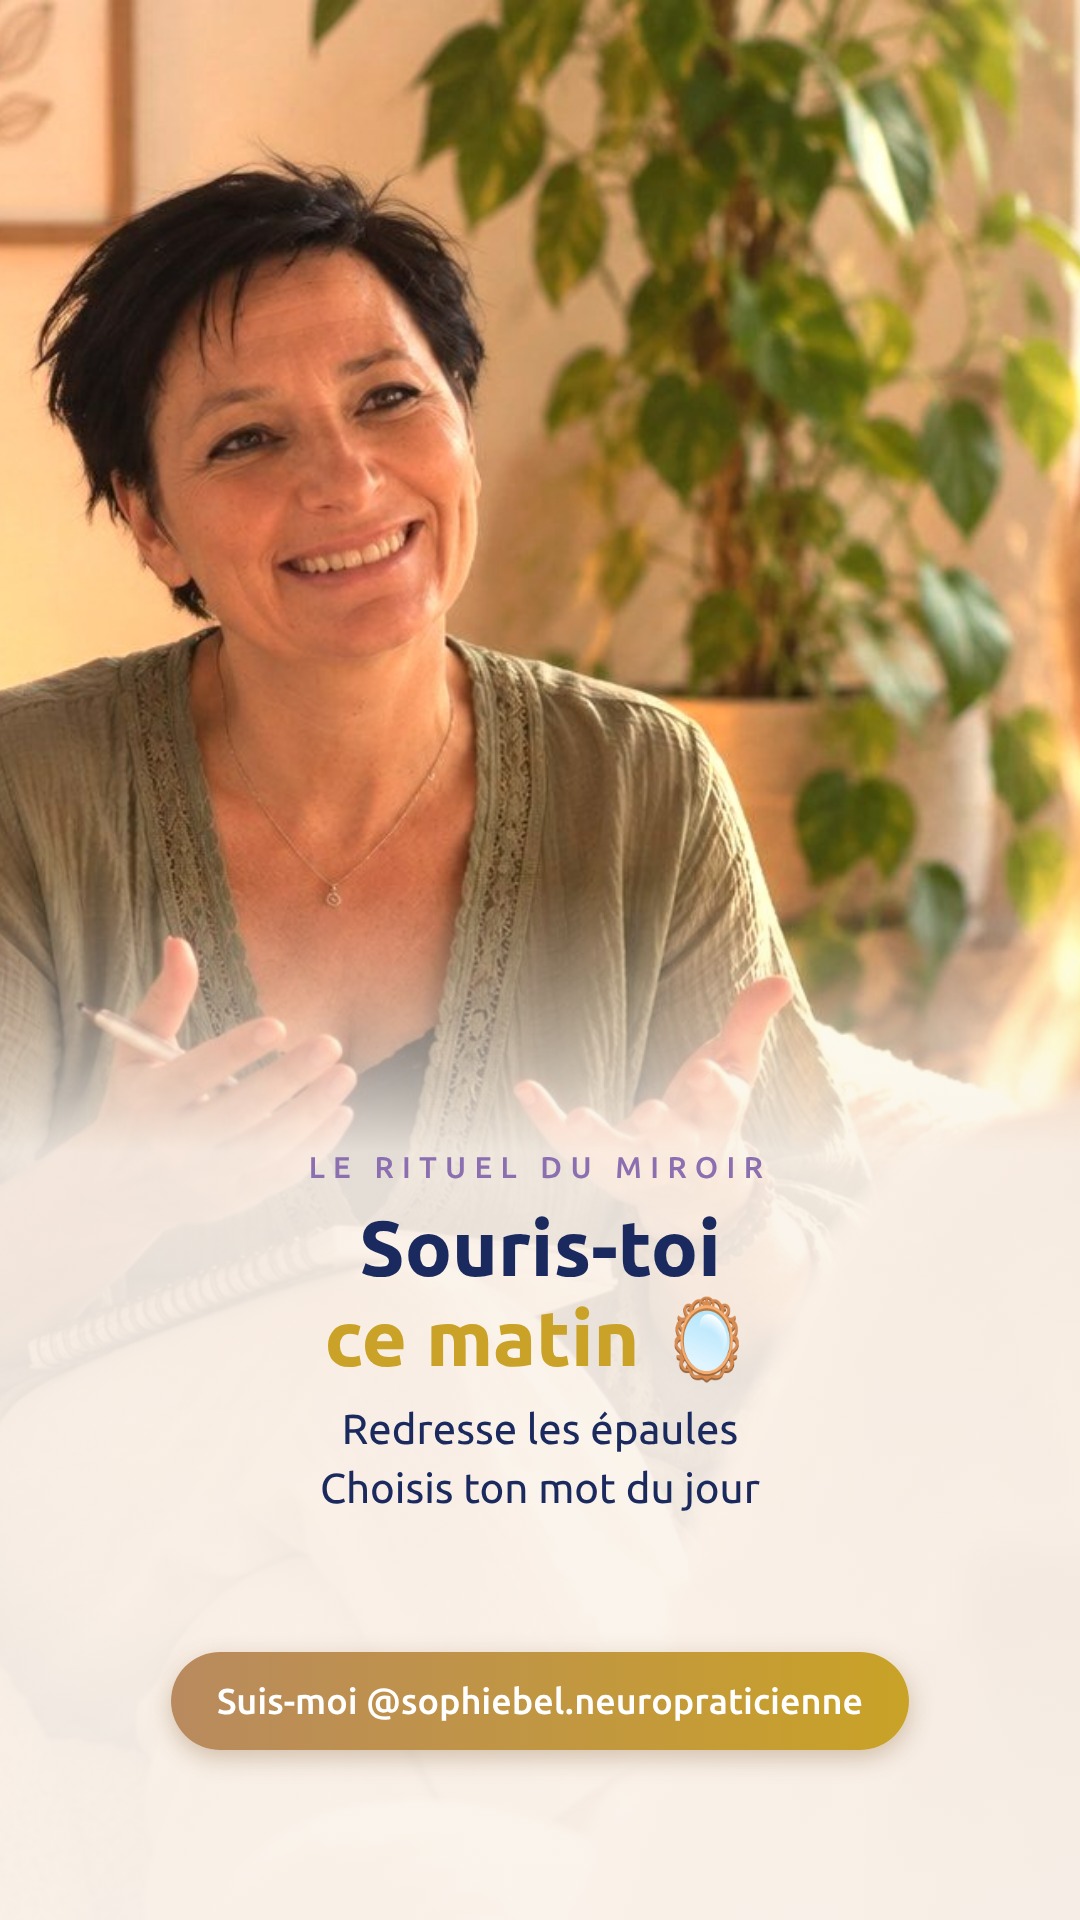 LE RITUEL DU MIROIR
Souris-toi
ce matin 🪞
Redresse les épaules
Choisis ton mot du jour
Suis-moi @sophiebel.neuropraticienne